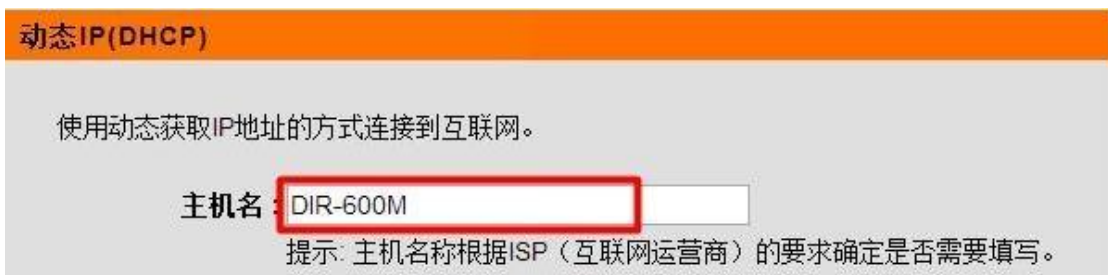 动态IP(DHCP)
使用动态获取IP地址的方式连接到互联网。
主机名：DIR-600M
提示: 主机名称根据ISP（互联网运营商）的要求确定是否需要填写。